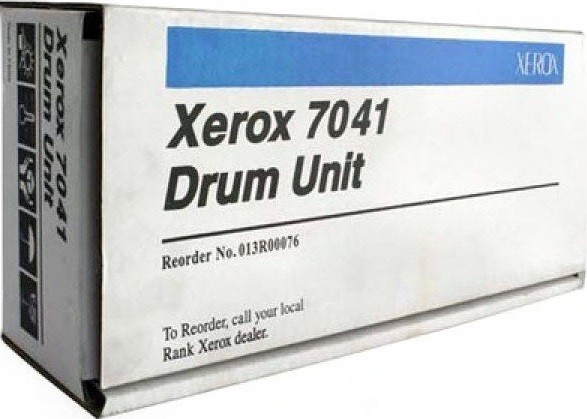 XEROX
Xerox 7041
Drum Unit
Reorder No. 013R00076
To Reorder, call your local
Rank Xerox dealer.
Xerox 7041
Drum Unit